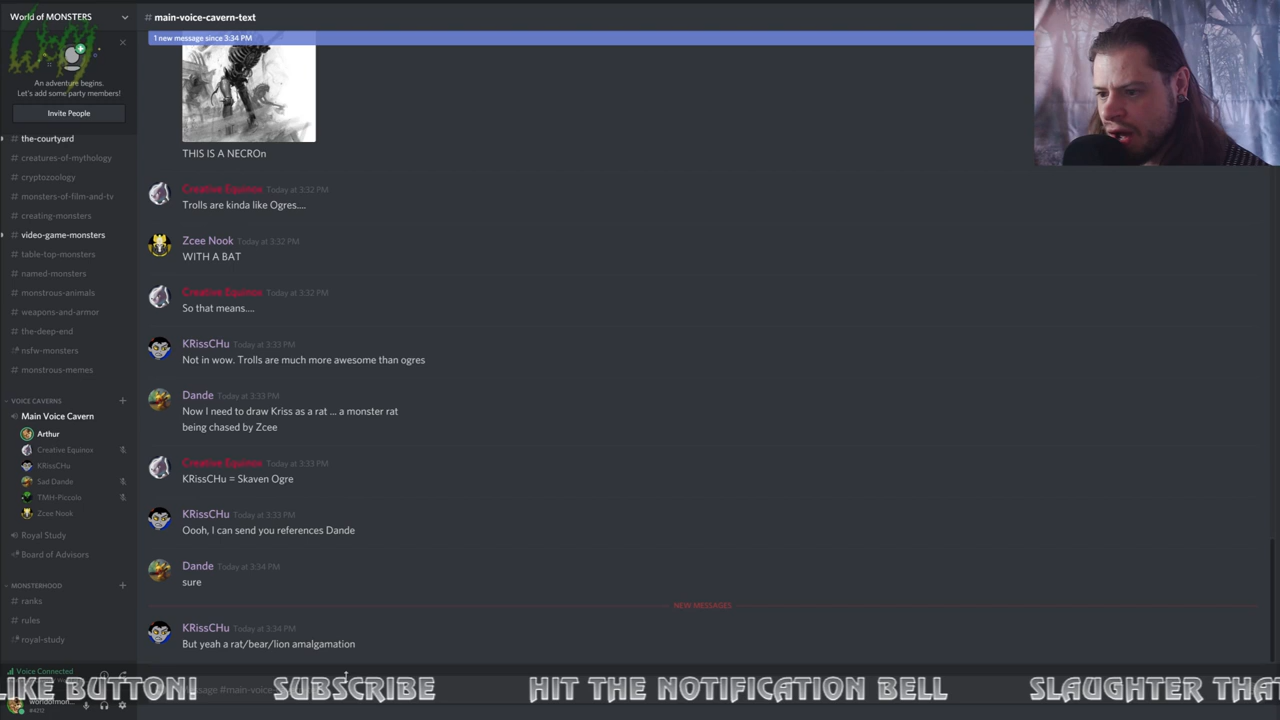 World of MONSTERS
An adventure begins.
Let's add some party members!
Invite People
# the-courtyard
# creatures-of-mythology
# cryptozoology
# monsters-of-film-and-tv
# creating-monsters
# video-game-monsters
# table-top-monsters
# named-monsters
# monstrous-animals
# weapons-and-armor
# the-deep-end
nsfw-monsters
# monstrous-memes
VOICE CAVERNS
Main Voice Cavern
Arthur
Creative Equinox
KRissCHu
Sad Dande
TMH-Piccolo
Zcee Nook
Royal Study
Board of Advisors
MONSTERHOOD
# ranks
# rules
royal-study
Voice Connected
#4212
# main-voice-cavern-text
1 new message since 3:34 PM
THIS IS A NECROn
Creative Equinox Today at 3:32 PM
Trolls are kinda like Ogres....
Zcee Nook Today at 3:32 PM
WITH A BAT
Creative Equinox Today at 3:32 PM
So that means....
KRissCHu Today at 3:33 PM
Not in wow. Trolls are much more awesome than ogres
Dande Today at 3:33 PM
Now I need to draw Kriss as a rat ... a monster rat
being chased by Zcee
Creative Equinox Today at 3:33 PM
KRissCHu = Skaven Ogre
KRissCHu Today at 3:33 PM
Oooh, I can send you references Dande
Dande Today at 3:34 PM
sure
NEW MESSAGES
KRissCHu Today at 3:34 PM
But yeah a rat/bear/lion amalgamation
LIKE BUTTON! SUBSCRIBE HIT THE NOTIFICATION BELL SLAUGHTER THAT